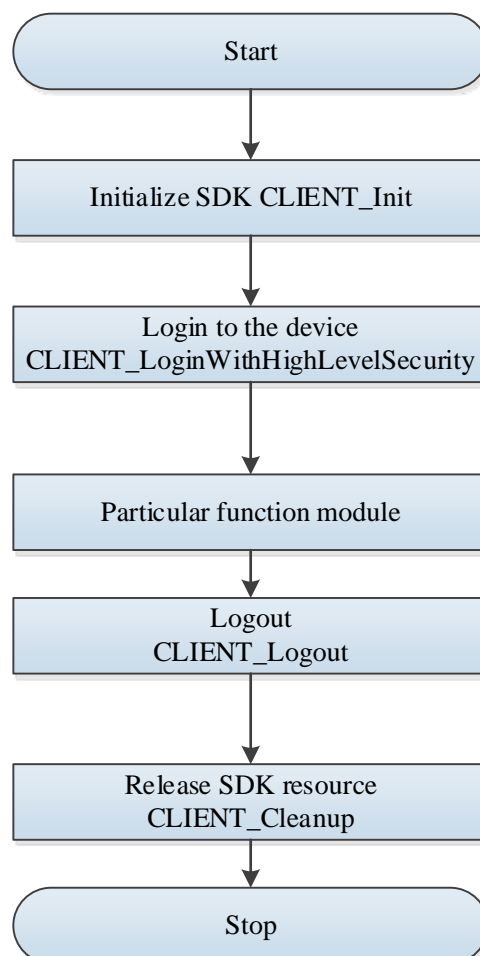 Start
Initialize SDK CLIENT_Init
Login to the device
CLIENT_LoginWithHighLevelSecurity
Particular function module
Logout
CLIENT_Logout
Release SDK resource
CLIENT_Cleanup
Stop